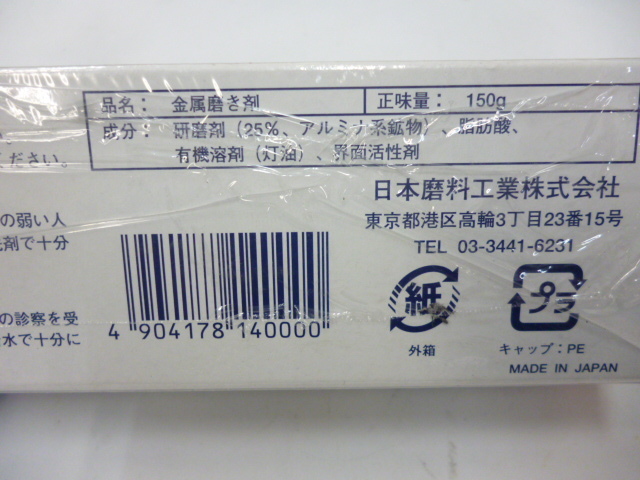 品名： 金属磨き剤
正味量： 150g
成分： 研磨剤（25％、アルミナ系鉱物）、脂肪酸、
有機溶剤（灯油）、界面活性剤
ください。
日本磨料工業株式会社
の弱い人
東京都港区高輪3丁目23番15号
剤で十分
TEL 03-3441-6231
紙
プラ
の診察を受
水で十分に
4 904178 140000
外箱
キャップ：PE
MADE IN JAPAN